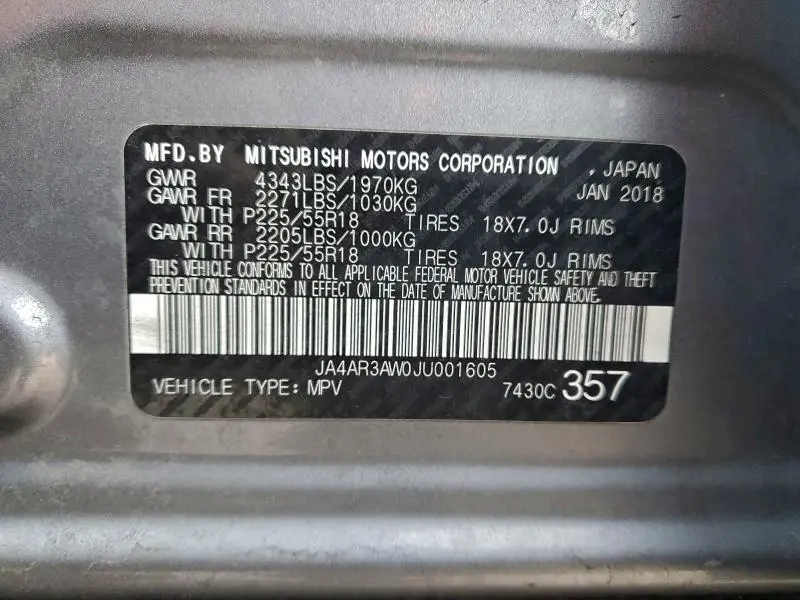 MFD.BY MITSUBISHI MOTORS CORPORATION , JAPAN
GVWR 4343LBS/1970KG JAN 2018
GAWR FR 2271LBS/1030KG
WITH P225/55R18 TIRES 18X7.0J RIMS
GAWR RR 2205LBS/1000KG
WITH P225/55R18 TIRES 18X7.0J RIMS
THIS VEHICLE CONFORMS TO ALL APPLICABLE FEDERAL MOTOR VEHICLE SAFETY AND THEFT
PREVENTION STANDARDS IN EFFECT ON THE DATE OF MANUFACTURE SHOWN ABOVE.
JA4AR3AW0JU001605
VEHICLE TYPE: MPV 7430C 357